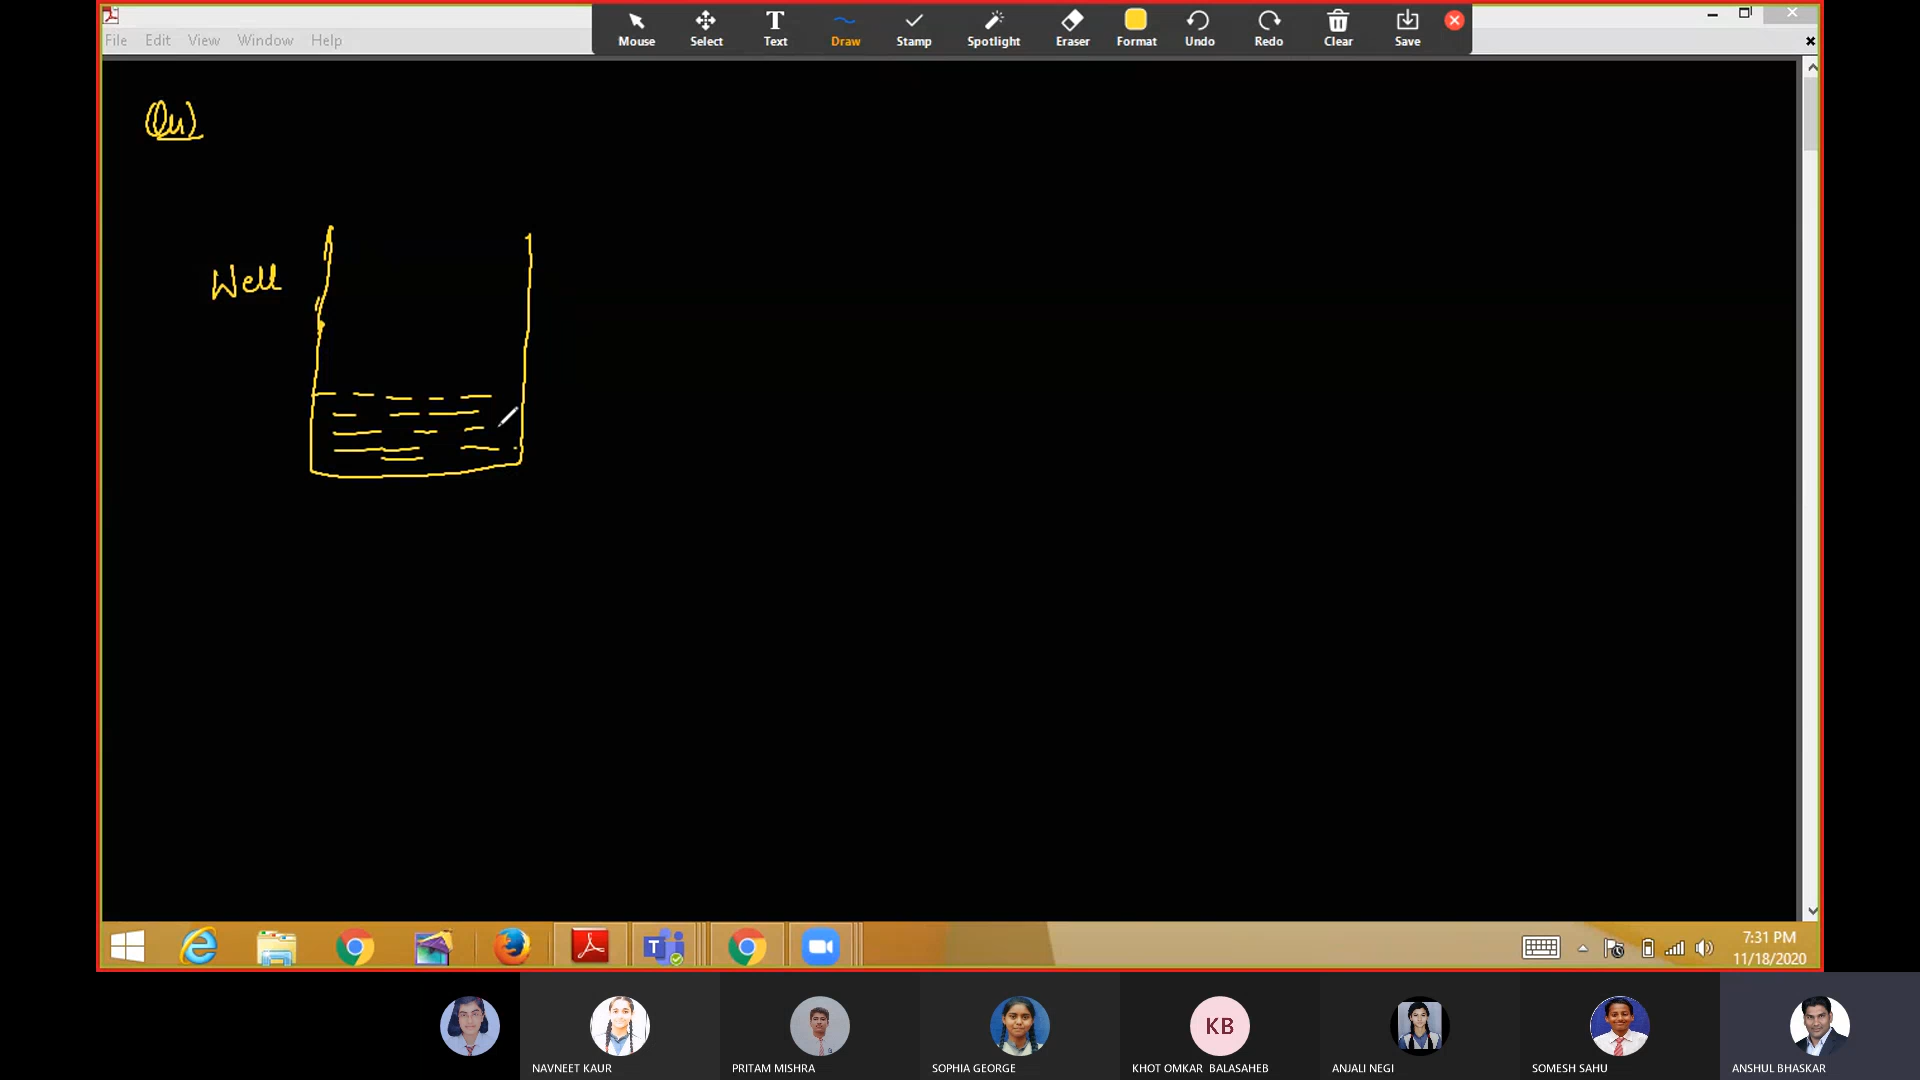 Mouse Select Text Draw Stamp Spotlight Eraser Format Undo Redo Clear Save
File Edit View Window Help
Well
7:31 PM
11/18/2020
KB
NAVNEET KAUR PRITAM MISHRA SOPHIA GEORGE KHOT OMKAR BALASAHEB ANJALI NEGI SOMESH SAHU ANSHUL BHASKAR